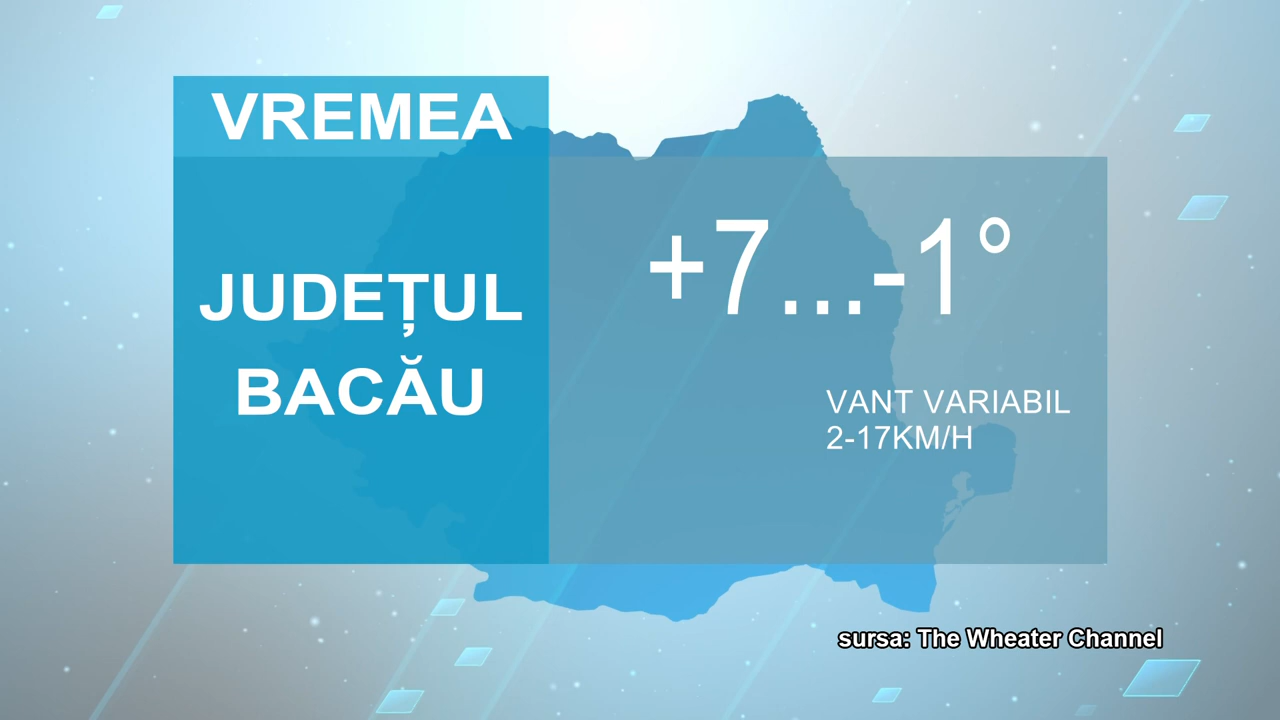 VREMEA
JUDEȚUL
BACĂU
+7...-1°
VANT VARIABIL
2-17KM/H
sursa: The Wheater Channel